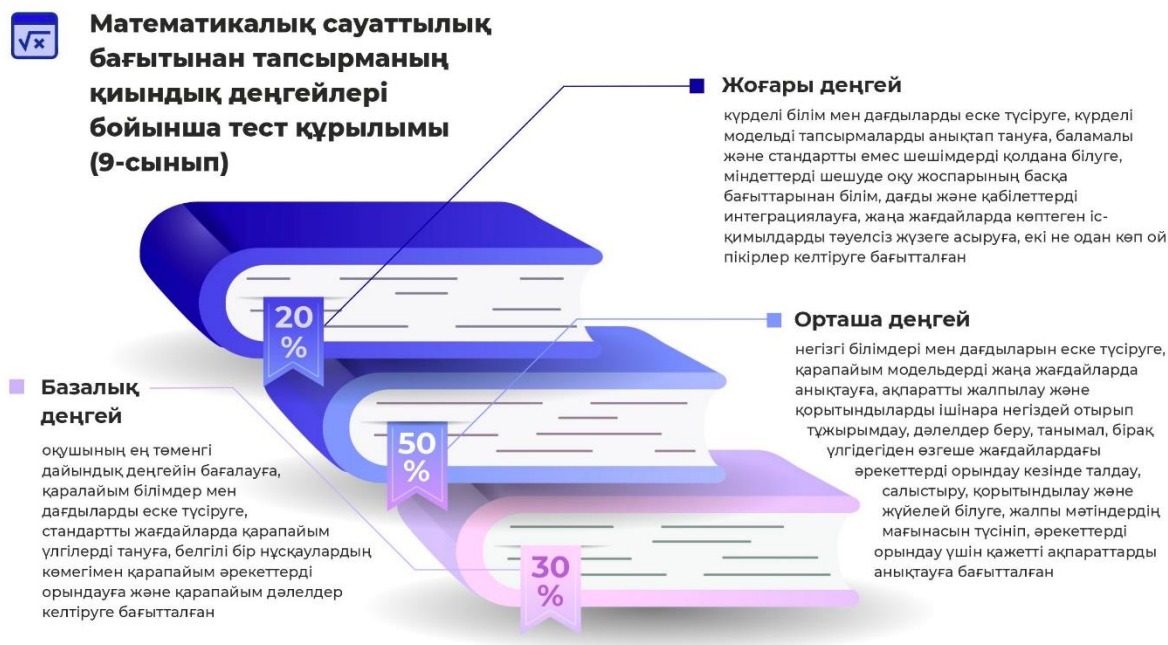 √x
Математикалық сауаттылық
бағытынан тапсырманың
қиындық деңгейлері
бойынша тест құрылымы
(9-сынып)
Жоғары деңгей
күрделі білім мен дағдыларды еске түсіруге, күрделі
модельді тапсырмаларды анықтап тануға, баламалы
және стандартты емес шешімдерді қолдана білуге,
міндеттерді шешуде оқу жоспарының басқа
бағыттарынан білім, дағды және қабілеттерді
интеграциялауға, жаңа жағдайларда көптеген іс-
қимылдарды тәуелсіз жүзеге асыруға, екі не одан көп ой
пікірлер келтіруге бағытталған
20
%
Орташа деңгей
негізгі білімдері мен дағдыларын еске түсіруге,
қарапайым модельдерді жаңа жағдайларда
анықтауға, ақпаратты жалпылау және
қорытындыларды ішінара негіздей отырып
тұжырымдау, дәлелдер беру, танымал, бірақ
үлгідегіден өзгеше жағдайлардағы
әрекеттерді орындау кезінде талдау,
салыстыру, қорытындылау және
жүйелей білуге, жалпы мәтіндердің
мағынасын түсініп, әрекеттерді
орындау үшін қажетті ақпараттарды
анықтауға бағытталған
50
%
Базалық
деңгей
оқушының ең төменгі
дайындық деңгейін бағалауға,
қаралайым білімдер мен
дағдыларды еске түсіруге,
стандартты жағдайларда қарапайым
үлгілерді тануға, белгілі бір нұсқаулардың
көмегімен қарапайым әрекеттерді
орындауға және қарапайым дәлелдер
келтіруге бағытталған
30
%